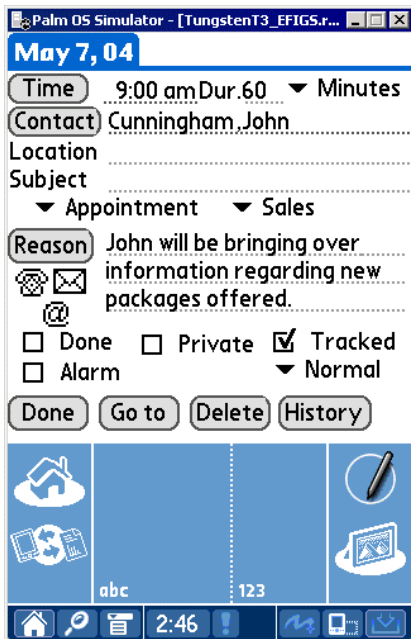 Palm OS Simulator - [TungstenT3_EFIGS.r...
May 7, 04
Time 9:00 am Dur. 60 Minutes
Contact Cunningham, John
Location
Subject
Appointment Sales
Reason John will be bringing over
information regarding new
packages offered.
@
Done Private Tracked
Alarm Normal
Done Go to Delete History
abc 123
2:46